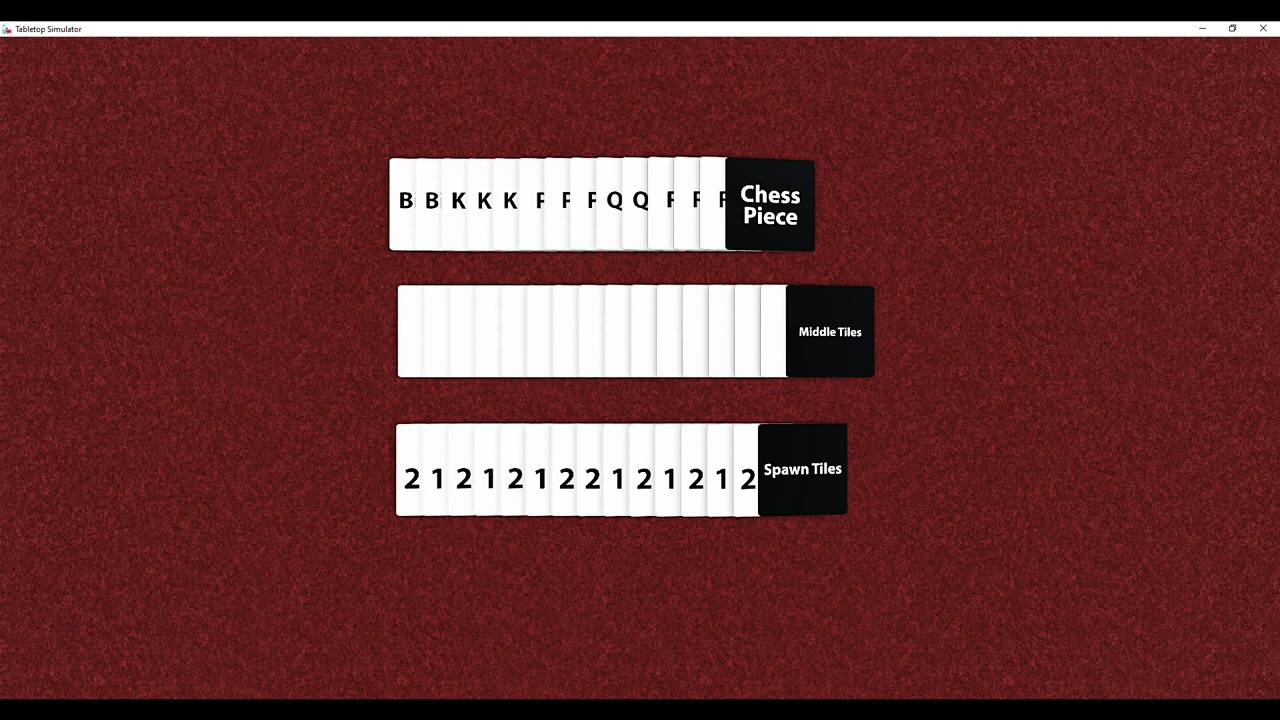 Tabletop Simulator
B B K K K Q Q
Chess
Piece
Middle Tiles
2 1 2 1 2 1 2 2 1 2 1 2 1 2
Spawn Tiles